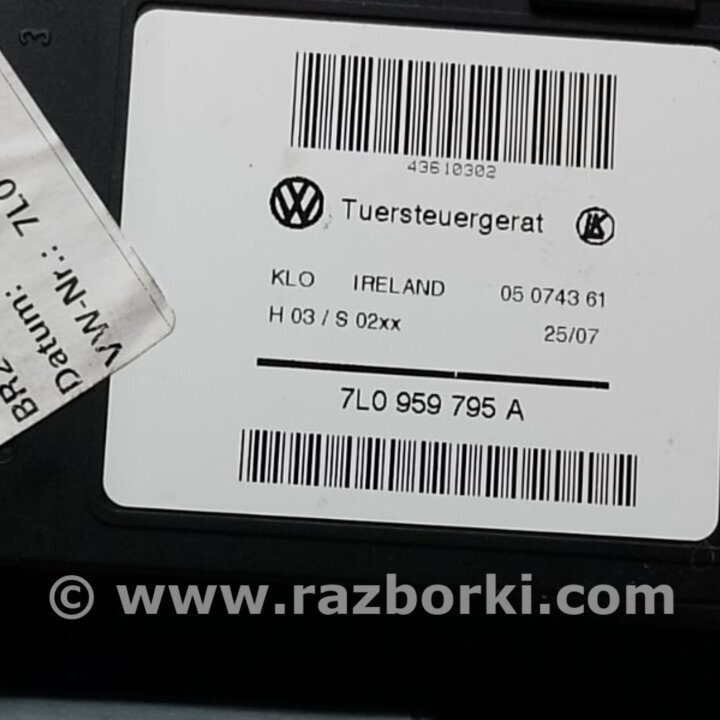 3
43610302
Tuersteuergerat
KLO IRELAND 05 0743 61
H 03 / S 02xx 25/07
7L0 959 795 A
VW-Nr.: 7L0
Datum:
© www.razborki.com